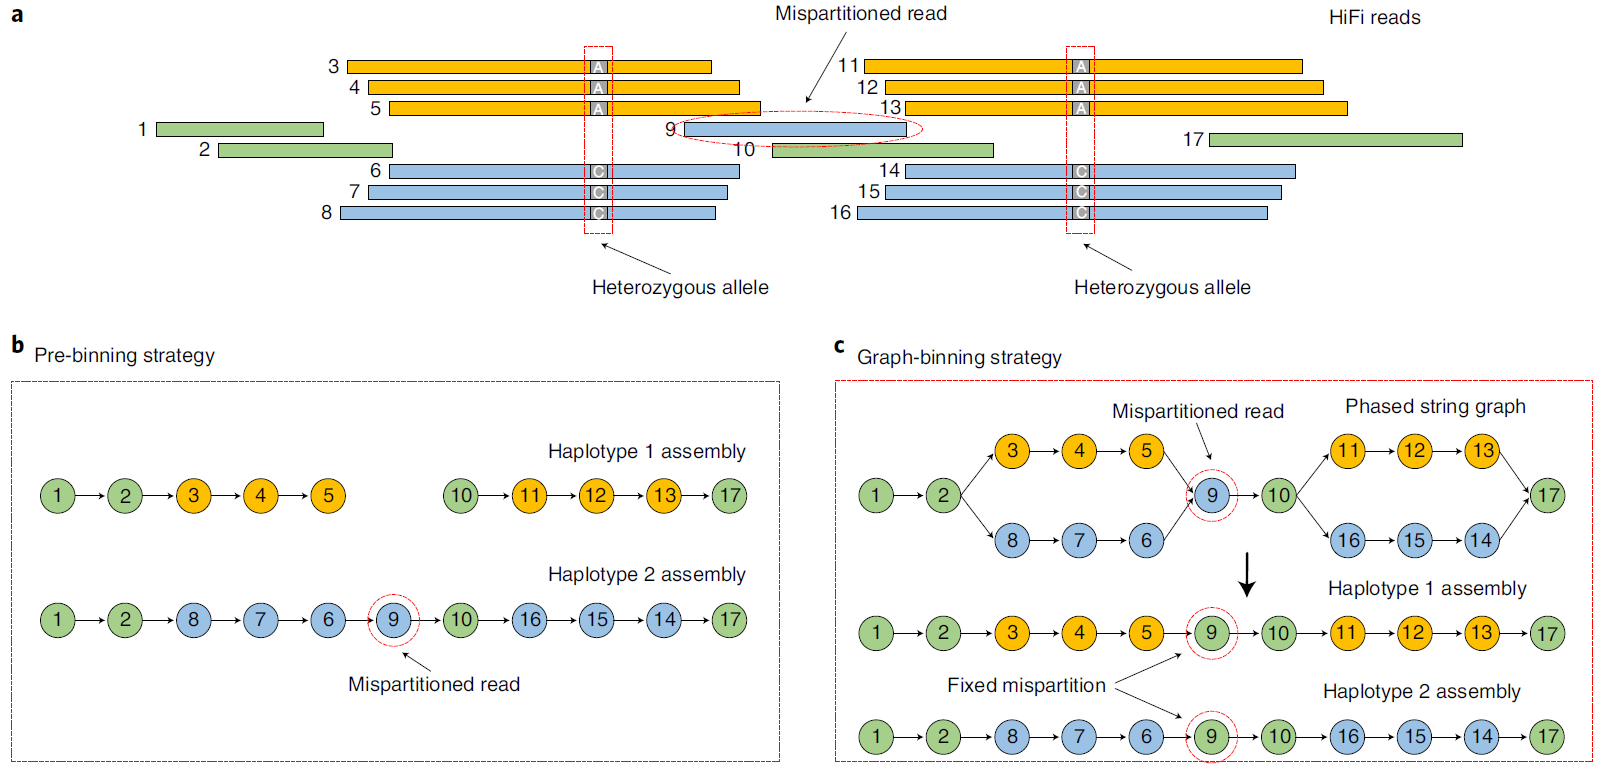 a
Mispartitioned read
HiFi reads
3 A 11 A
4 A 12 A
5 A 13 A
1 9 17
2 10
6 C 14 C
7 C 15 C
8 C 16 C
Heterozygous allele
Heterozygous allele
b
Pre-binning strategy
Haplotype 1 assembly
1 2 3 4 5 10 11 12 13 17
Haplotype 2 assembly
1 2 8 7 6 9 10 16 15 14 17
Mispartitioned read
c
Graph-binning strategy
Mispartitioned read
Phased string graph
3 4 5 11 12 13
1 2 9 10 17
8 7 6 16 15 14
Haplotype 1 assembly
1 2 3 4 5 9 10 11 12 13 17
Fixed mispartition
Haplotype 2 assembly
1 2 8 7 6 9 10 16 15 14 17